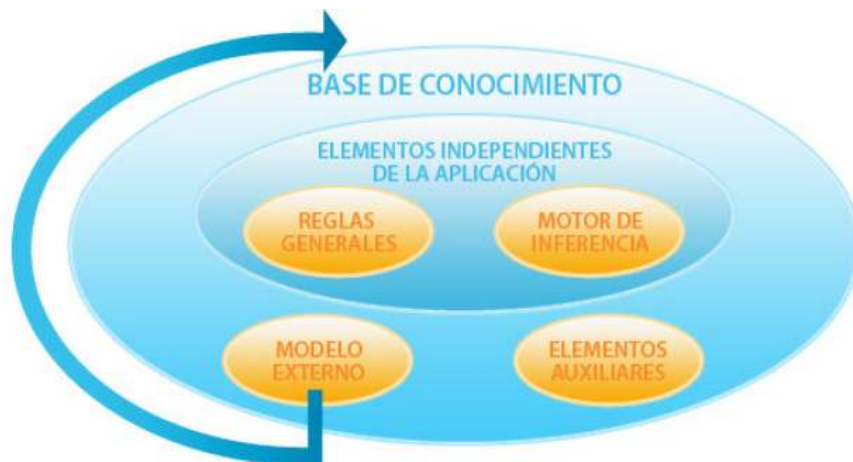 BASE DE CONOCIMIENTO
ELEMENTOS INDEPENDIENTES
DE LA APLICACIÓN
REGLAS
GENERALES
MOTOR DE
INFERENCIA
MODELO
EXTERNO
ELEMENTOS
AUXILIARES